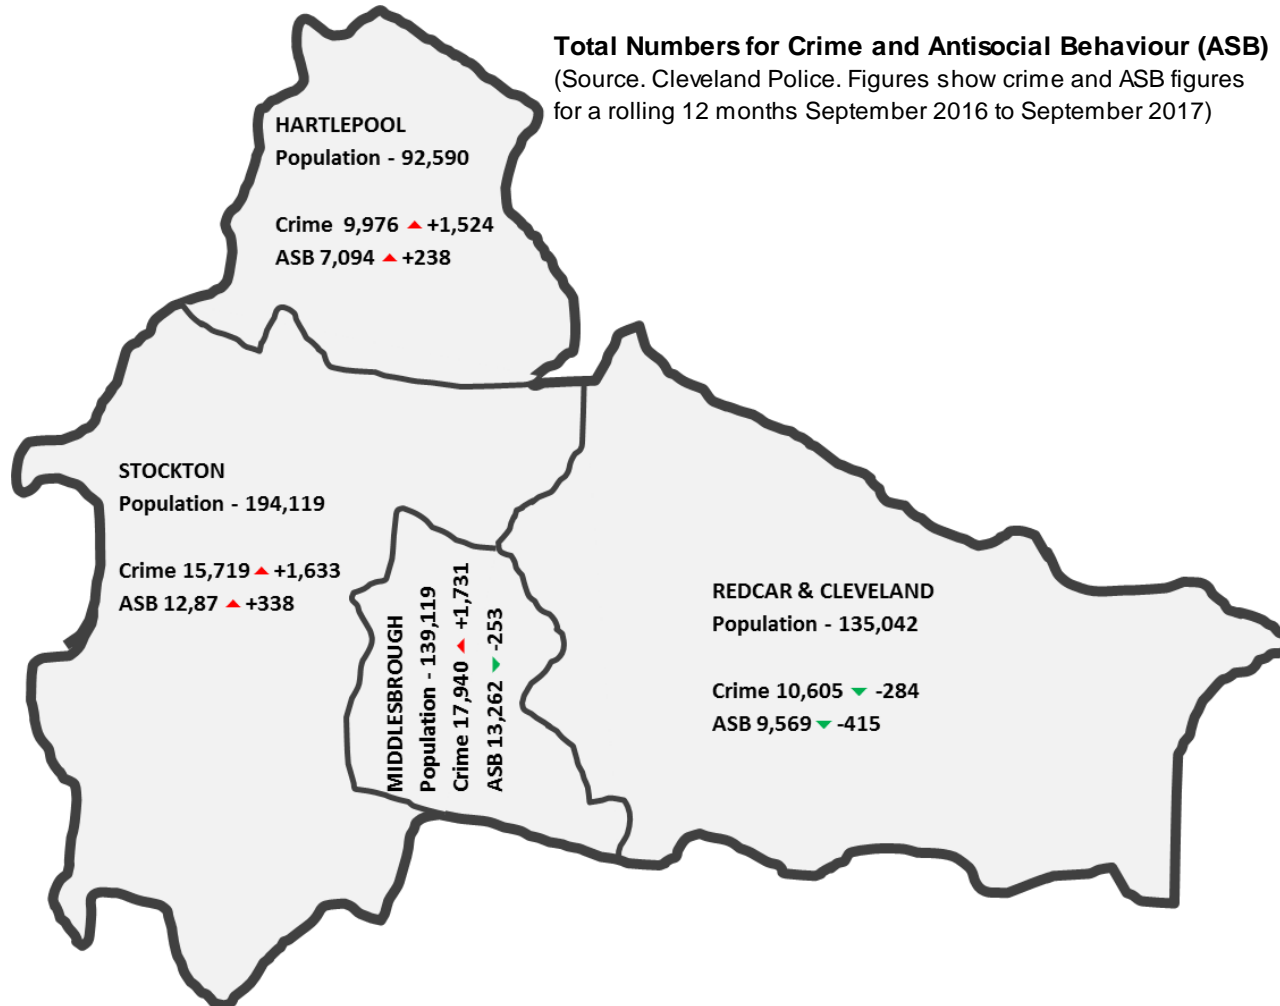 Total Numbers for Crime and Antisocial Behaviour (ASB)
(Source. Cleveland Police. Figures show crime and ASB figures
for a rolling 12 months September 2016 to September 2017)
HARTLEPOOL
Population - 92,590
Crime 9,976 +1,524
ASB 7,094 +238
STOCKTON
Population - 194,119
Crime 15,719 +1,633
ASB 12,87 +338
MIDDLESBROUGH
Population - 139,119
Crime 17,940 +1,731
ASB 13,262 -253
REDCAR & CLEVELAND
Population - 135,042
Crime 10,605 -284
ASB 9,569 -415